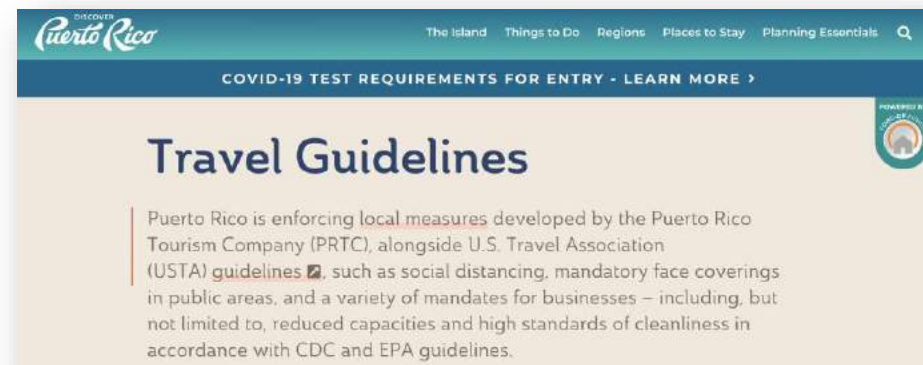 DISCOVER
Puerto Rico
The Island Things to Do Regions Places to Stay Planning Essentials
COVID-19 TEST REQUIREMENTS FOR ENTRY - LEARN MORE >
POWERED B
Travel Guidelines
Puerto Rico is enforcing local measures developed by the Puerto Rico
Tourism Company (PRTC), alongside U.S. Travel Association
(USTA) guidelines, such as social distancing, mandatory face coverings
in public areas, and a variety of mandates for businesses – including, but
not limited to, reduced capacities and high standards of cleanliness in
accordance with CDC and EPA guidelines.